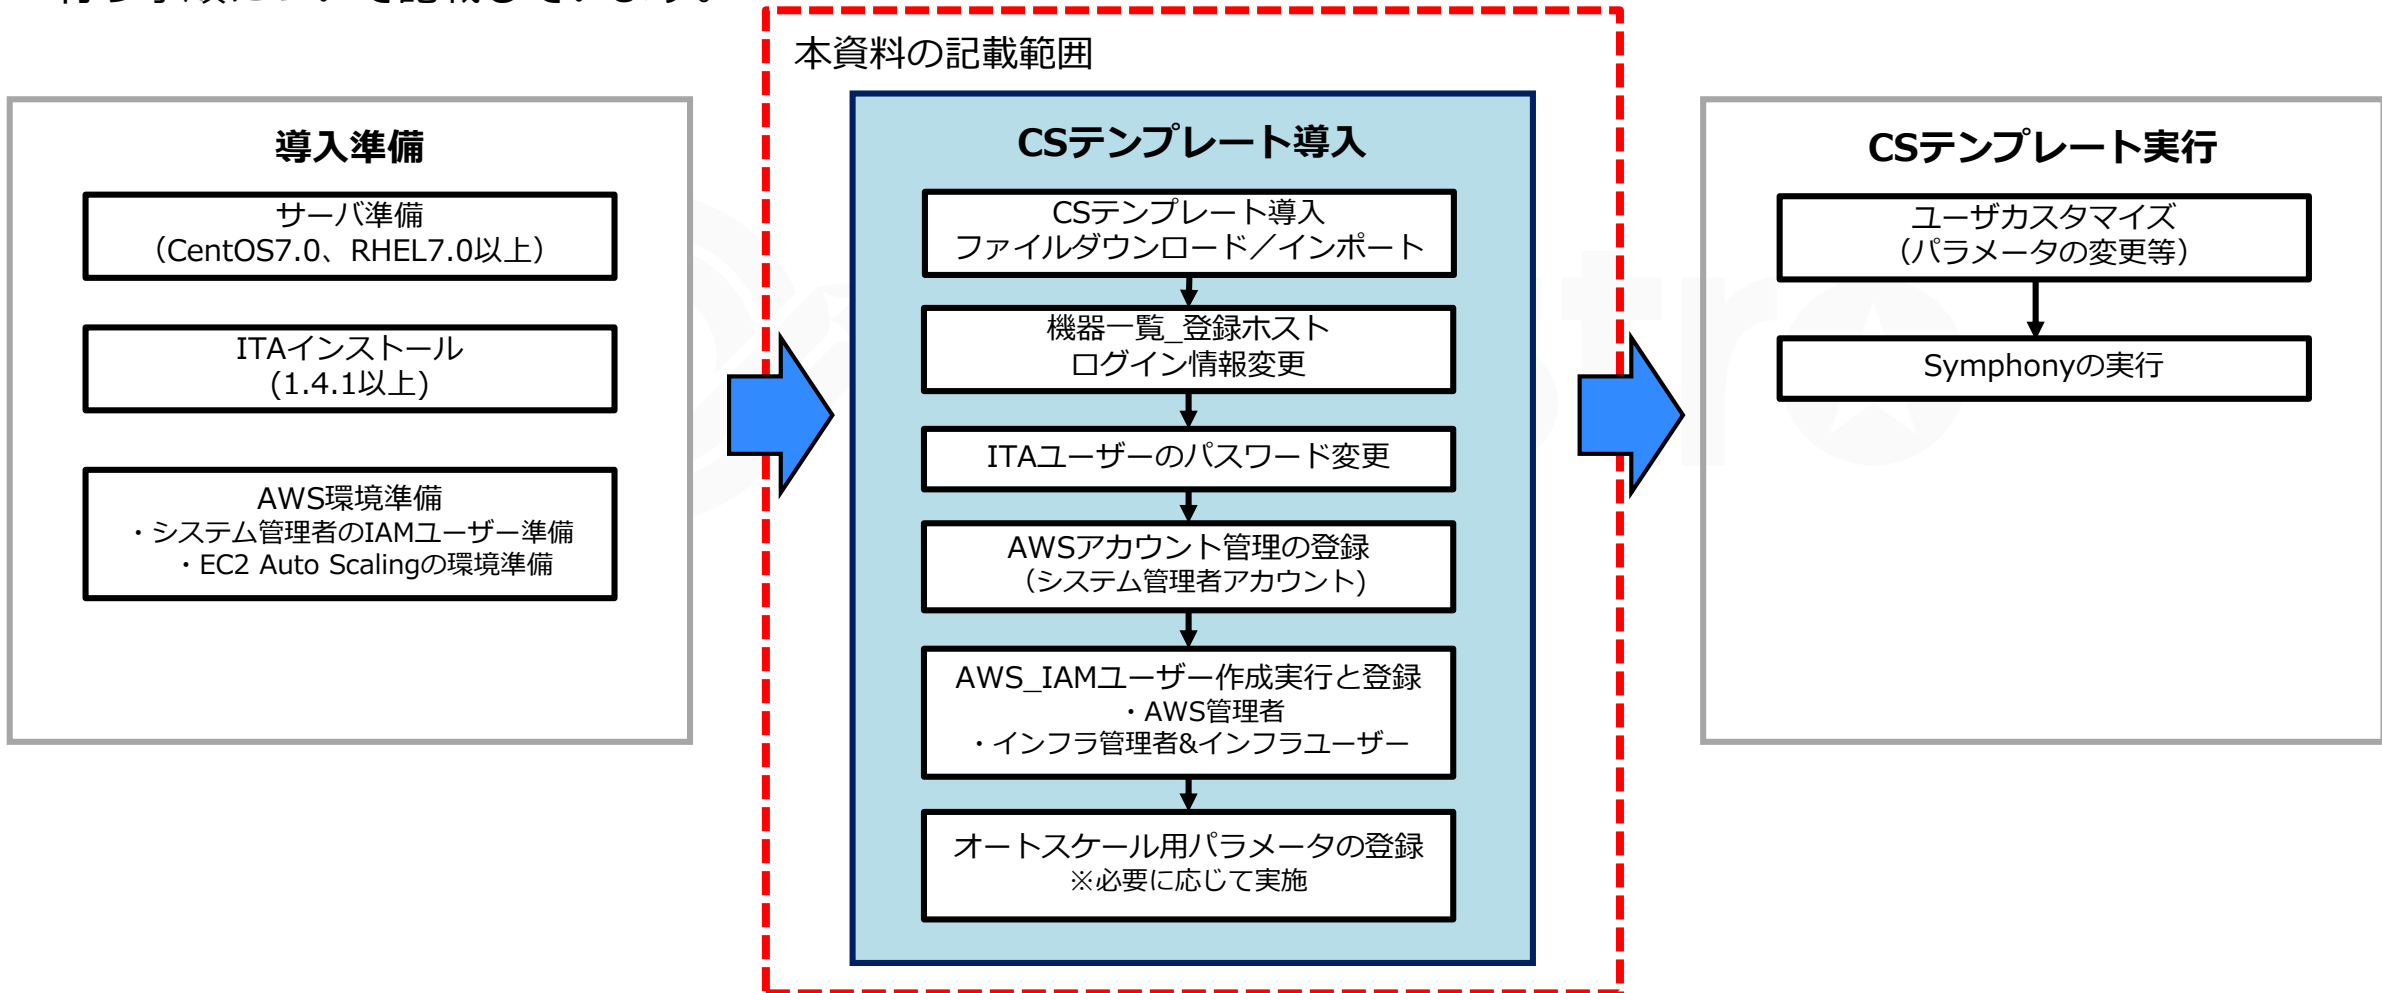 本資料の記載範囲
導入準備
サーバ準備
（CentOS7.0、RHEL7.0以上）
ITAインストール
(1.4.1以上)
AWS環境準備
・システム管理者のIAMユーザー準備
・EC2 Auto Scalingの環境準備
CSテンプレート導入
CSテンプレート導入
ファイルダウンロード／インポート
機器一覧_登録ホスト
ログイン情報変更
ITAユーザーのパスワード変更
AWSアカウント管理の登録
（システム管理者アカウント)
AWS_IAMユーザー作成実行と登録
・AWS管理者
・インフラ管理者&インフラユーザー
オートスケール用パラメータの登録
※必要に応じて実施
CSテンプレート実行
ユーザカスタマイズ
（パラメータの変更等）
Symphonyの実行